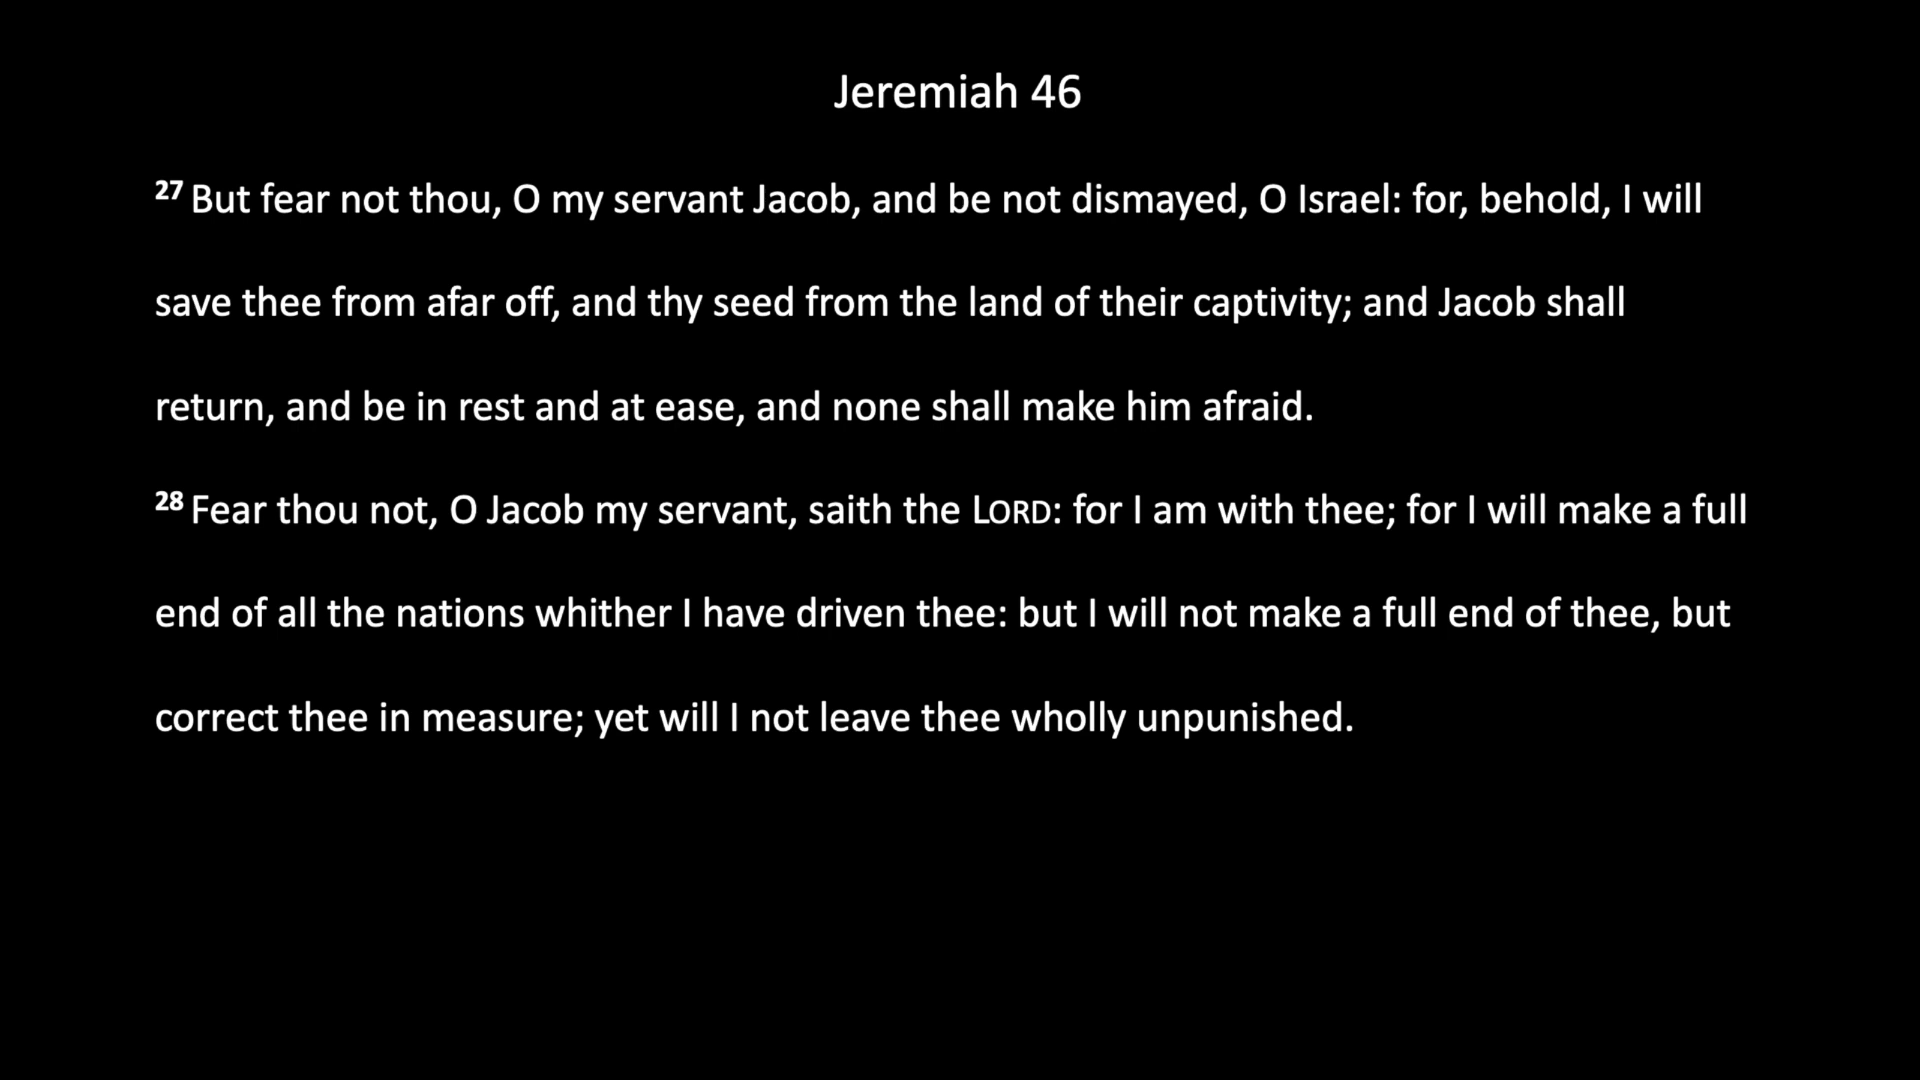 Jeremiah 46
27 But fear not thou, O my servant Jacob, and be not dismayed, O Israel: for, behold, I will
save thee from afar off, and thy seed from the land of their captivity; and Jacob shall
return, and be in rest and at ease, and none shall make him afraid.
28 Fear thou not, O Jacob my servant, saith the LORD: for I am with thee; for I will make a full
end of all the nations whither I have driven thee: but I will not make a full end of thee, but
correct thee in measure; yet will I not leave thee wholly unpunished.